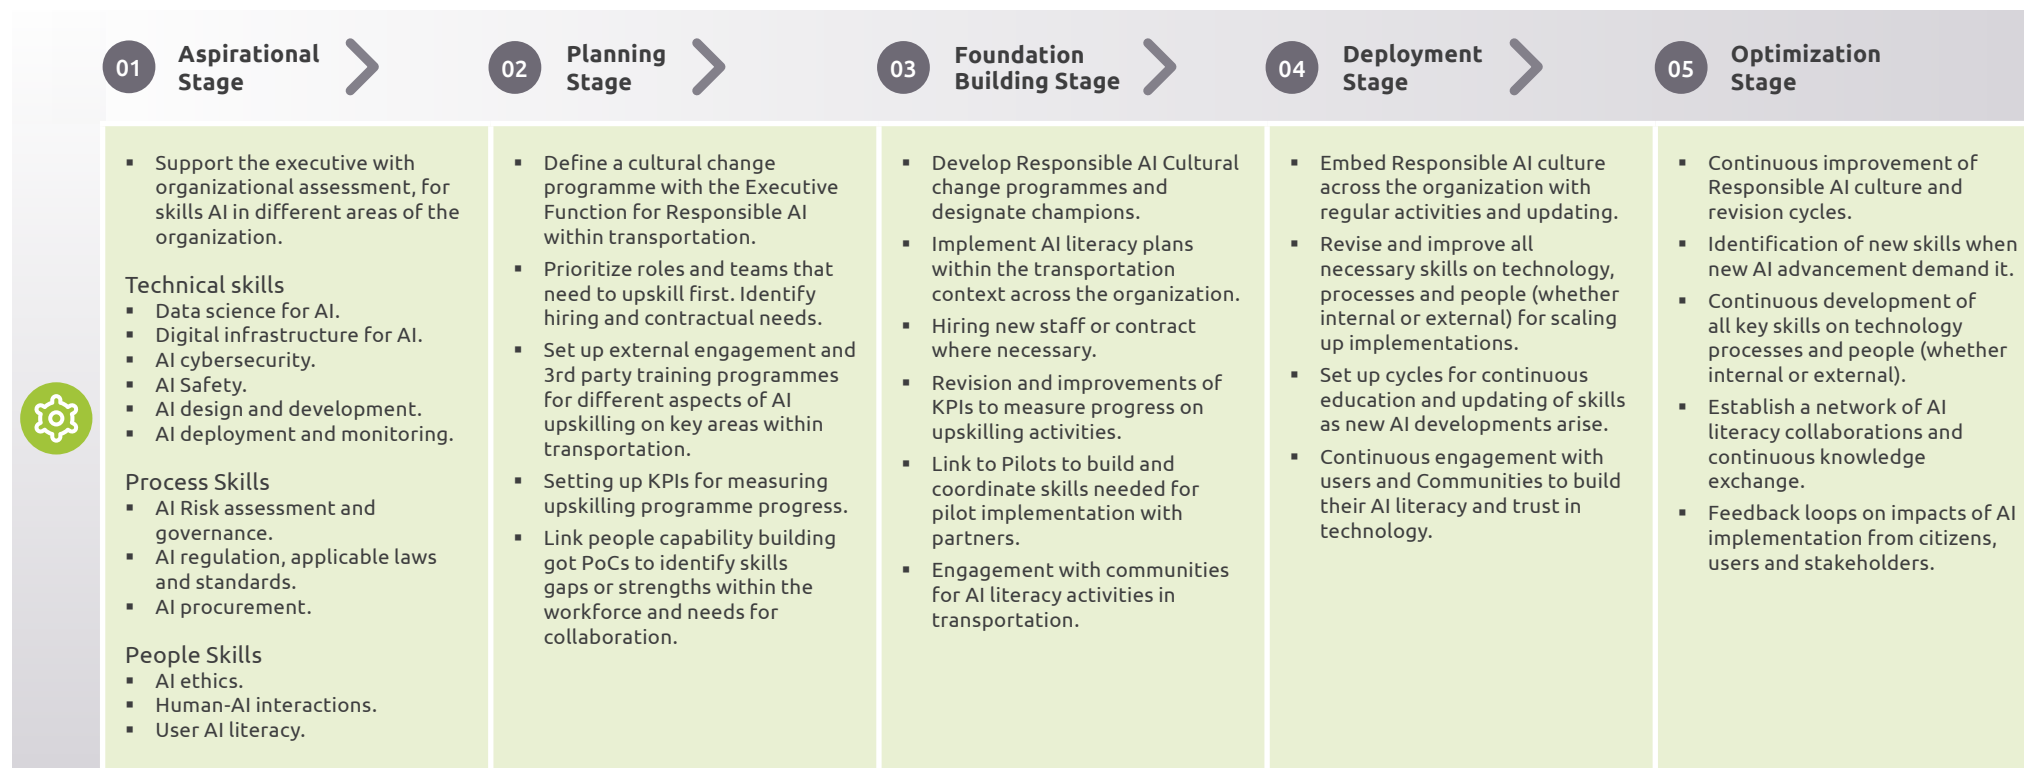 01
Aspirational
Stage
02
Planning
Stage
03
Foundation
Building Stage
04
Deployment
Stage
05
Optimization
Stage
▪ Support the executive with
organizational assessment, for
skills AI in different areas of the
organization.
Technical skills
▪ Data science for AI.
▪ Digital infrastructure for AI.
▪ AI cybersecurity.
▪ AI Safety.
▪ AI design and development.
▪ AI deployment and monitoring.
Process Skills
▪ AI Risk assessment and
governance.
▪ AI regulation, applicable laws
and standards.
▪ AI procurement.
People Skills
▪ AI ethics.
▪ Human-AI interactions.
▪ User AI literacy.
▪ Define a cultural change
programme with the Executive
Function for Responsible AI
within transportation.
▪ Prioritize roles and teams that
need to upskill first. Identify
hiring and contractual needs.
▪ Set up external engagement and
3rd party training programmes
for different aspects of AI
upskilling on key areas within
transportation.
▪ Setting up KPIs for measuring
upskilling programme progress.
▪ Link people capability building
got PoCs to identify skills
gaps or strengths within the
workforce and needs for
collaboration.
▪ Develop Responsible AI Cultural
change programmes and
designate champions.
▪ Implement AI literacy plans
within the transportation
context across the organization.
▪ Hiring new staff or contract
where necessary.
▪ Revision and improvements of
KPIs to measure progress on
upskilling activities.
▪ Link to Pilots to build and
coordinate skills needed for
pilot implementation with
partners.
▪ Engagement with communities
for AI literacy activities in
transportation.
▪ Embed Responsible AI culture
across the organization with
regular activities and updating.
▪ Revise and improve all
necessary skills on technology,
processes and people (whether
internal or external) for scaling
up implementations.
▪ Set up cycles for continuous
education and updating of skills
as new AI developments arise.
▪ Continuous engagement with
users and Communities to build
their AI literacy and trust in
technology.
▪ Continuous improvement of
Responsible AI culture and
revision cycles.
▪ Identification of new skills when
new AI advancement demand it.
▪ Continuous development of
all key skills on technology
processes and people (whether
internal or external).
▪ Establish a network of AI
literacy collaborations and
continuous knowledge
exchange.
▪ Feedback loops on impacts of AI
implementation from citizens,
users and stakeholders.